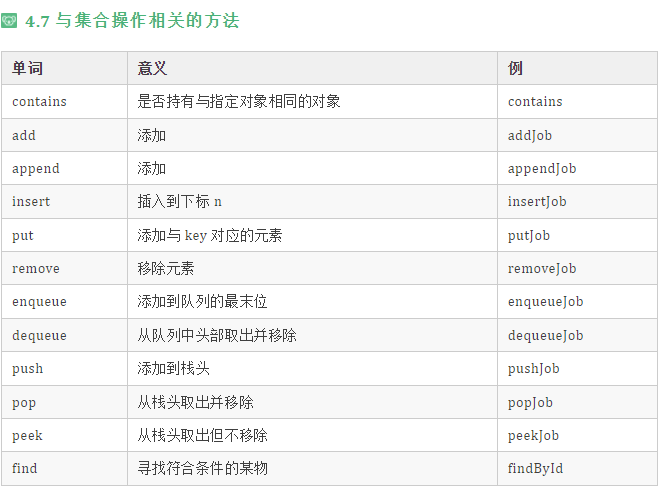 4.7 与集合操作相关的方法
单词 意义 例
contains 是否持有与指定对象相同的对象 contains
add 添加 addJob
append 添加 appendJob
insert 插入到下标 n insertJob
put 添加与 key 对应的元素 putJob
remove 移除元素 removeJob
enqueue 添加到队列的最末位 enqueueJob
dequeue 从队列中头部取出并移除 dequeueJob
push 添加到栈头 pushJob
pop 从栈头取出并移除 popJob
peek 从栈头取出但不移除 peekJob
find 寻找符合条件的某物 findById